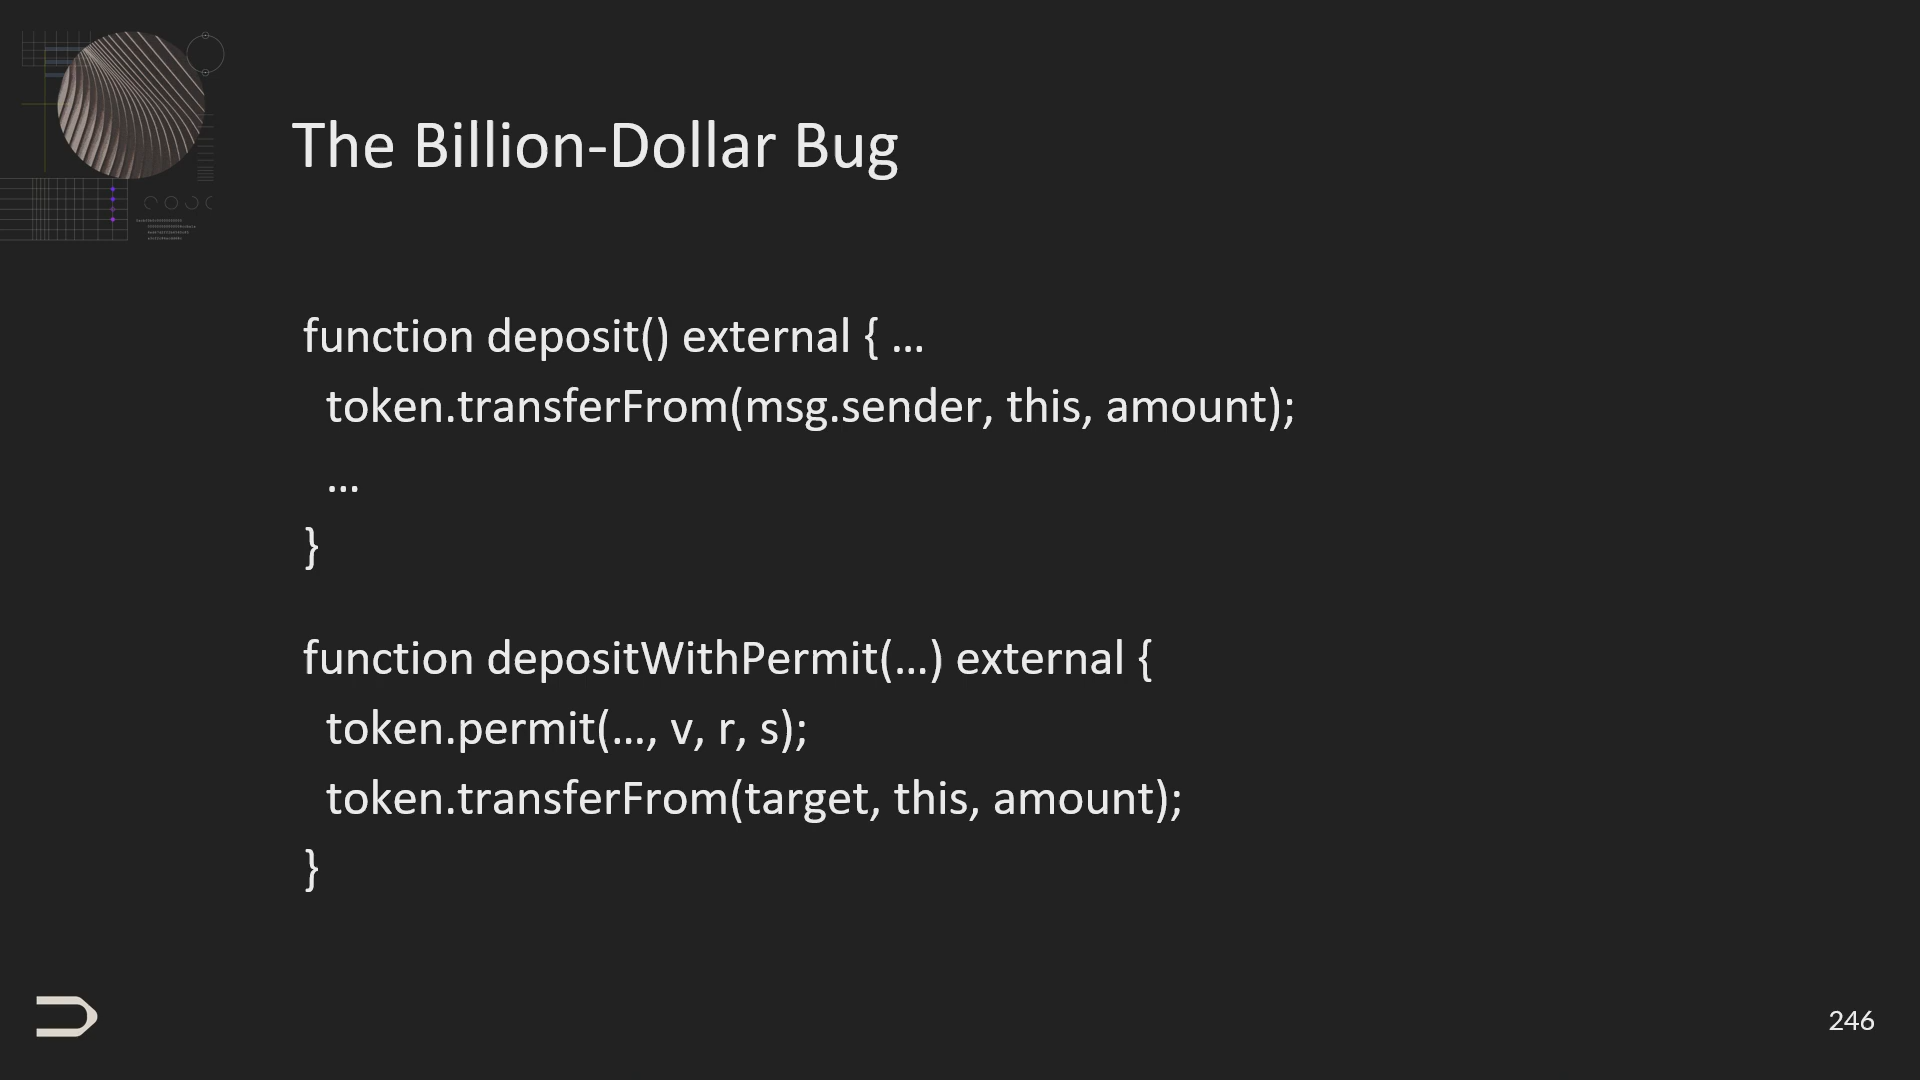 The Billion-Dollar Bug
function deposit() external { …
token.transferFrom(msg.sender, this, amount);
…
}
function depositWithPermit(…) external {
token.permit(…, v, r, s);
token.transferFrom(target, this, amount);
}
246